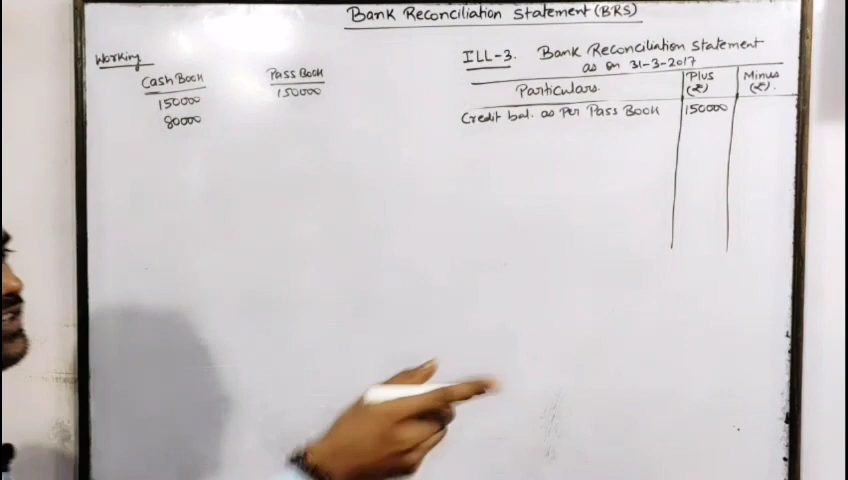 Bank Reconciliation Statement (BRS)
Working
Cash Book
150000
80000
Pass Book
150000
ILL-3. Bank Reconciliation Statement
as on 31-3-2017
Particulars. Plus (₹) Minus (₹).
Credit bal. as Per Pass Book 150000